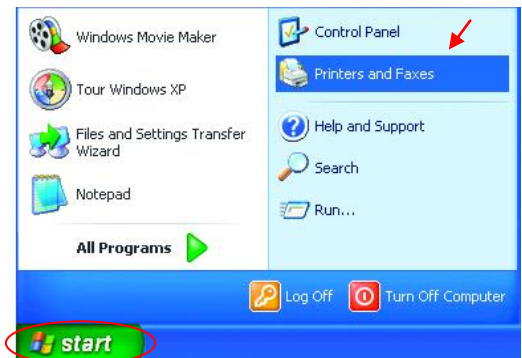 Windows Movie Maker
Tour Windows XP
Files and Settings Transfer
Wizard
Notepad
All Programs
Control Panel
Printers and Faxes
Help and Support
Search
Run...
Log Off
Turn Off Computer
start